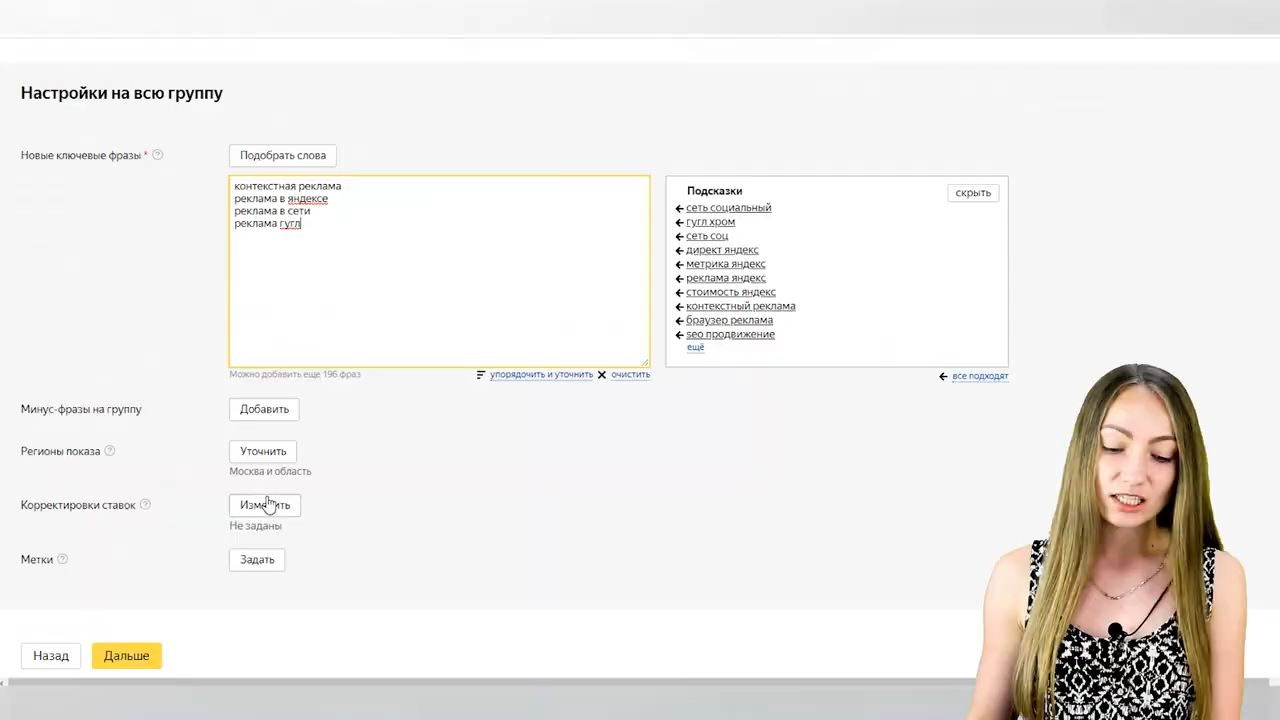 Настройки на всю группу
Новые ключевые фразы * ?
Подобрать слова
контекстная реклама
реклама в яндексе
реклама в сети
реклама гугл
Подсказки
скрыть
сеть социальный
гугл хром
сеть соц
директ яндекс
метрика яндекс
реклама яндекс
стоимость яндекс
контекстный реклама
браузер реклама
seo продвижение
ещё
Можно добавить еще 196 фраз
упорядочить и уточнить
очистить
все подходят
Минус-фразы на группу
Добавить
Регионы показа ?
Уточнить
Москва и область
Корректировки ставок ?
Изменить
Не заданы
Метки ?
Задать
Назад
Дальше